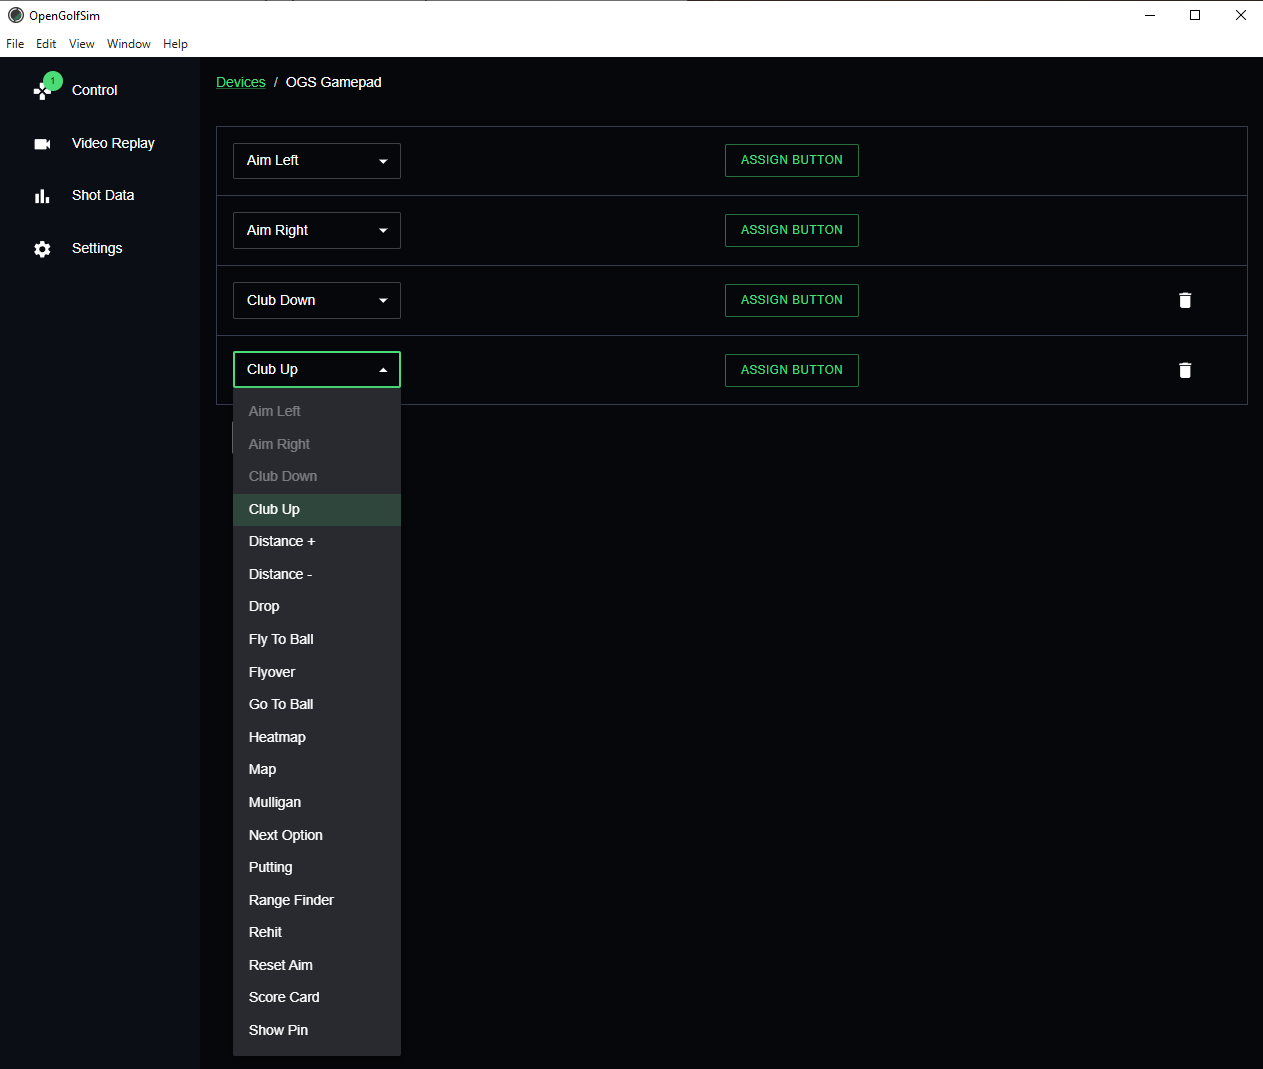 OpenGolfSim
File Edit View Window Help
1
Control
Video Replay
Shot Data
Settings
Devices / OGS Gamepad
Aim Left ASSIGN BUTTON
Aim Right ASSIGN BUTTON
Club Down ASSIGN BUTTON
Club Up ASSIGN BUTTON
Aim Left
Aim Right
Club Down
Club Up
Distance +
Distance -
Drop
Fly To Ball
Flyover
Go To Ball
Heatmap
Map
Mulligan
Next Option
Putting
Range Finder
Rehit
Reset Aim
Score Card
Show Pin